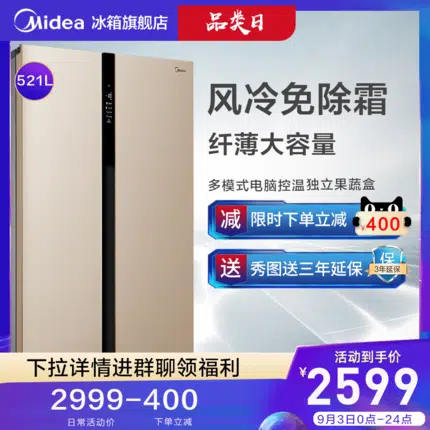 Midea 冰箱旗舰店 品类日
521L
Midea
风冷免除霜
纤薄大容量
多模式电脑控温独立果蔬盒
减 限时下单立减 ¥400
送 秀图送三年延保 保
3年延保
下拉详情进群聊领福利
2999-400
日常活动价 下单立减
活动到手价
¥2599
9月3日0点-24点